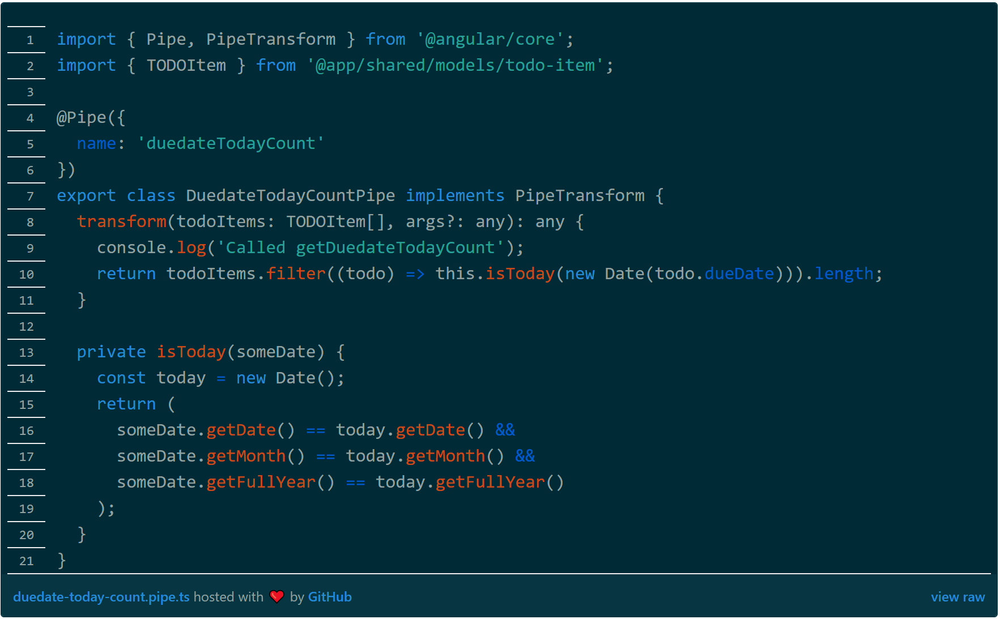 1 import { Pipe, PipeTransform } from '@angular/core';
2 import { TODOItem } from '@app/shared/models/todo-item';
3
4 @Pipe({
5   name: 'duedateTodayCount'
6 })
7 export class DuedateTodayCountPipe implements PipeTransform {
8   transform(todoItems: TODOItem[], args?: any): any {
9     console.log('Called getDuedateTodayCount');
10     return todoItems.filter((todo) => this.isToday(new Date(todo.dueDate))).length;
11   }
12
13   private isToday(someDate) {
14     const today = new Date();
15     return (
16       someDate.getDate() == today.getDate() &&
17       someDate.getMonth() == today.getMonth() &&
18       someDate.getFullYear() == today.getFullYear()
19     );
20   }
21 }
duedate-today-count.pipe.ts hosted with ❤ by GitHub view raw